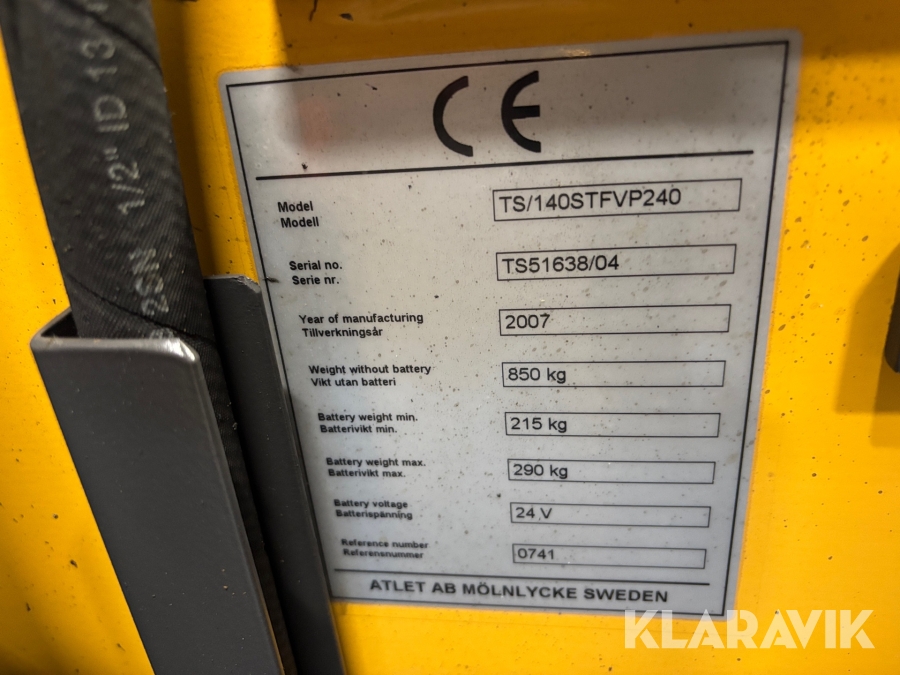 2SN 1/2" ID 13
CE
Model
Modell
TS/140STFVP240
Serial no.
Serie nr.
TS51638/04
Year of manufacturing
Tillverkningsår
2007
Weight without battery
Vikt utan batteri
850 kg
Battery weight min.
Batterivikt min.
215 kg
Battery weight max.
Batterivikt max.
290 kg
Battery voltage
Batterispänning
24 V
Reference number
Referensnummer
0741
ATLET AB MÖLNLYCKE SWEDEN
KLARAVIK